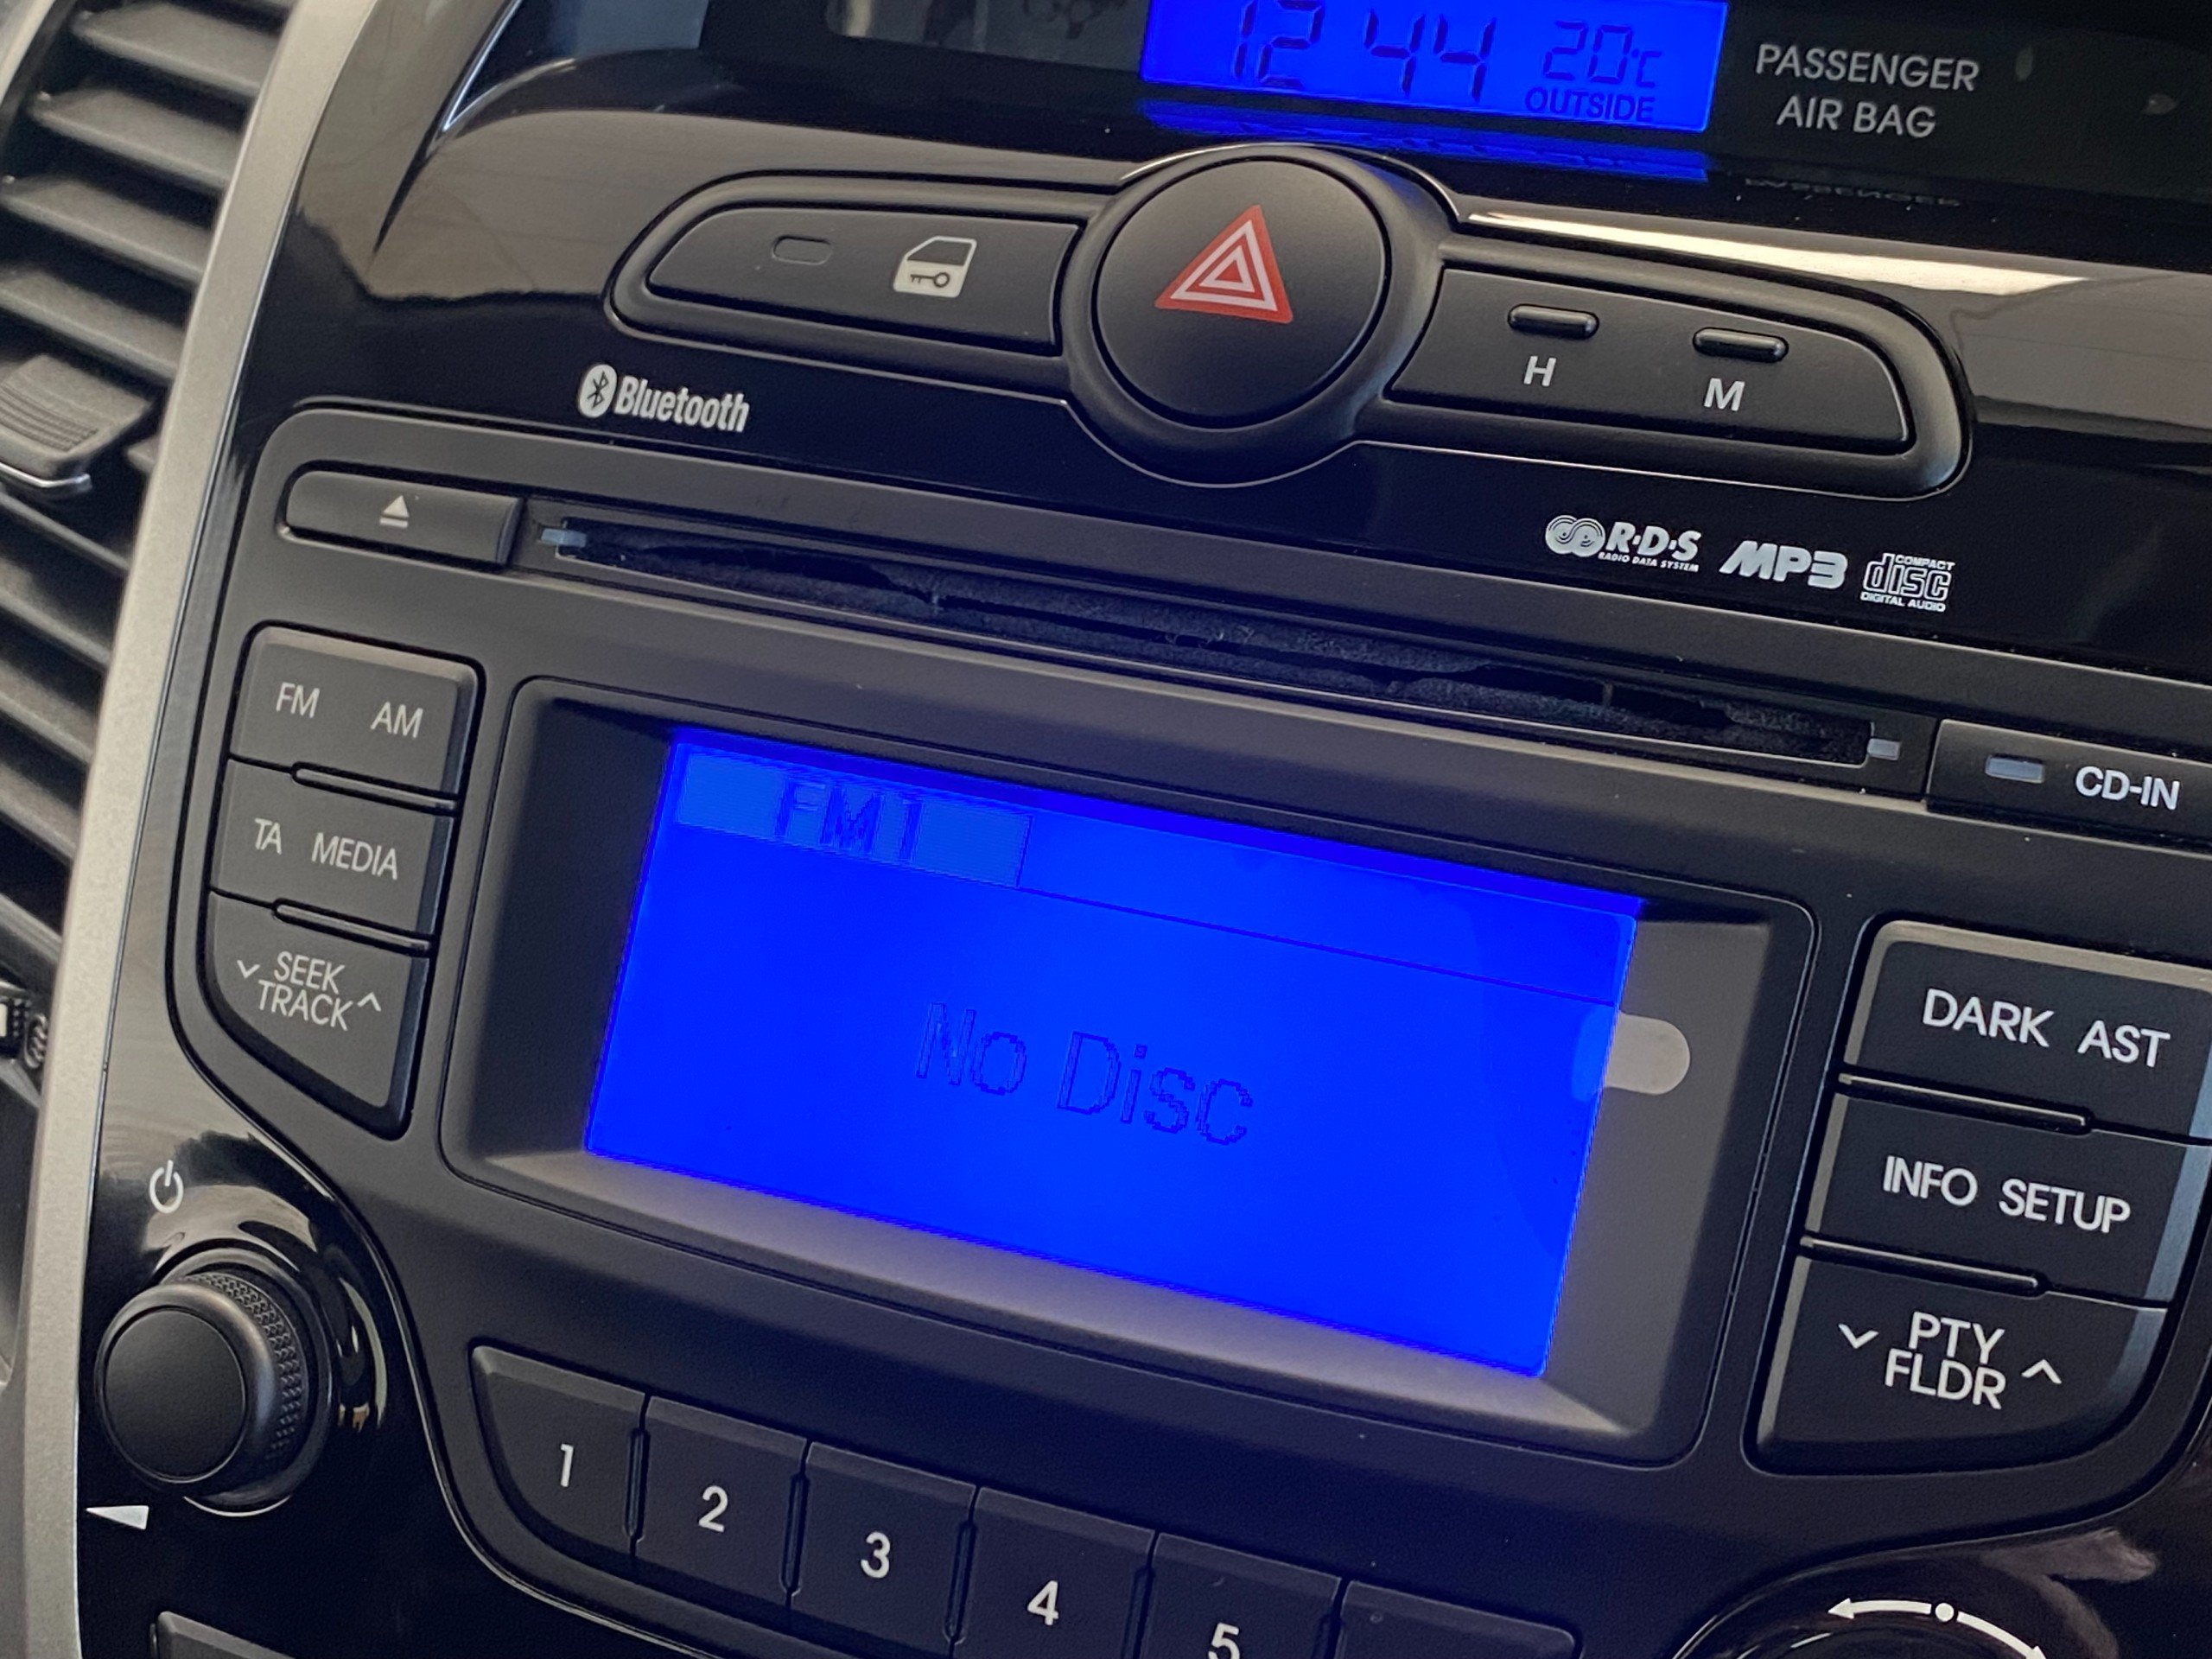 12 44 20°C
OUTSIDE
PASSENGER
AIR BAG
H
M
Bluetooth
R·D·S
RADIO DATA SYSTEM
MP3
COMPACT
disc
DIGITAL AUDIO
FM AM
CD-IN
FM1
TA MEDIA
No Disc
SEEK
TRACK
DARK AST
INFO SETUP
PTY
FLDR
1
2
3
4
5